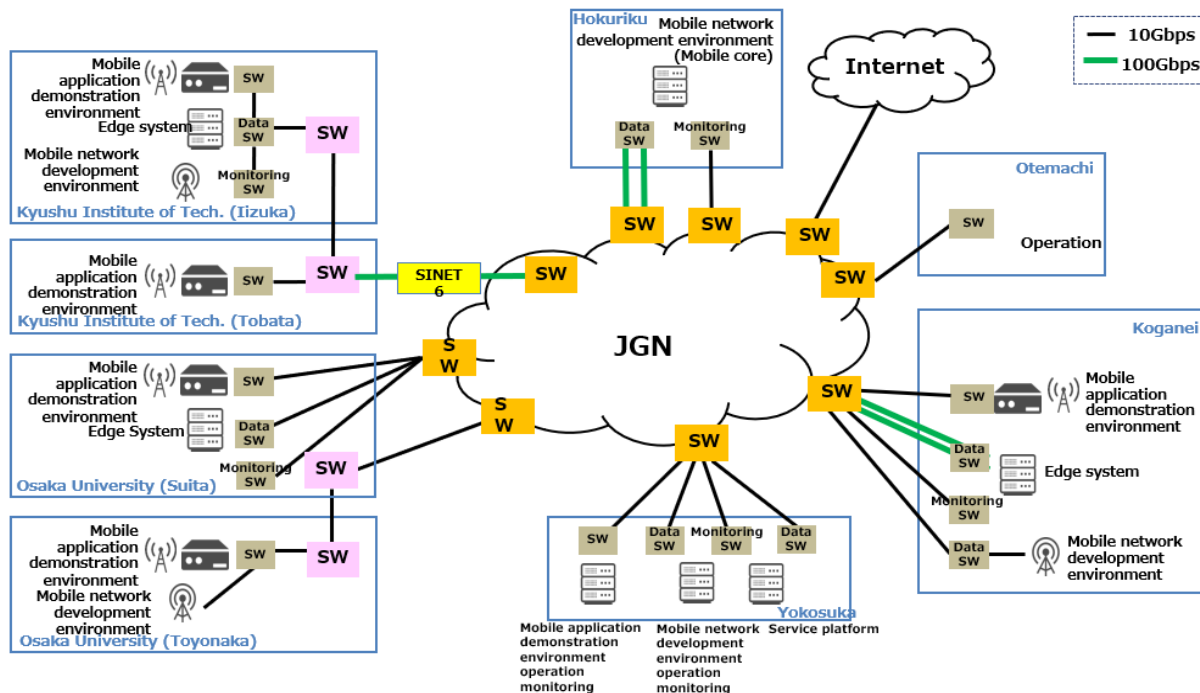 Mobile
application
demonstration
environment
Edge system
Mobile network
development
environment
SW
Data
SW
Monitoring
SW
SW
Kyushu Institute of Tech. (Iizuka)
Mobile
application
demonstration
environment
SW
SW
Kyushu Institute of Tech. (Tobata)
SINET
6
Mobile
application
demonstration
environment
Edge System
SW
Data
SW
Monitoring
SW
SW
Osaka University (Suita)
Mobile
application
demonstration
environment
Mobile network
development
environment
SW
SW
Osaka University (Toyonaka)
Hokuriku
Mobile network
development environment
(Mobile core)
Data
SW
Monitoring
SW
Internet
10Gbps
100Gbps
SW
SW
SW
SW
SW
S
W
S
W
SW
SW
JGN
Otemachi
SW
Operation
Koganei
SW
Mobile
application
demonstration
environment
Data
SW
Edge system
Monitoring
SW
Data
SW
Mobile network
development
environment
SW
Data
SW
Monitoring
SW
Data
SW
Yokosuka
Mobile application
demonstration
environment
operation
monitoring
Mobile network
development
environment
operation
monitoring
Service platform